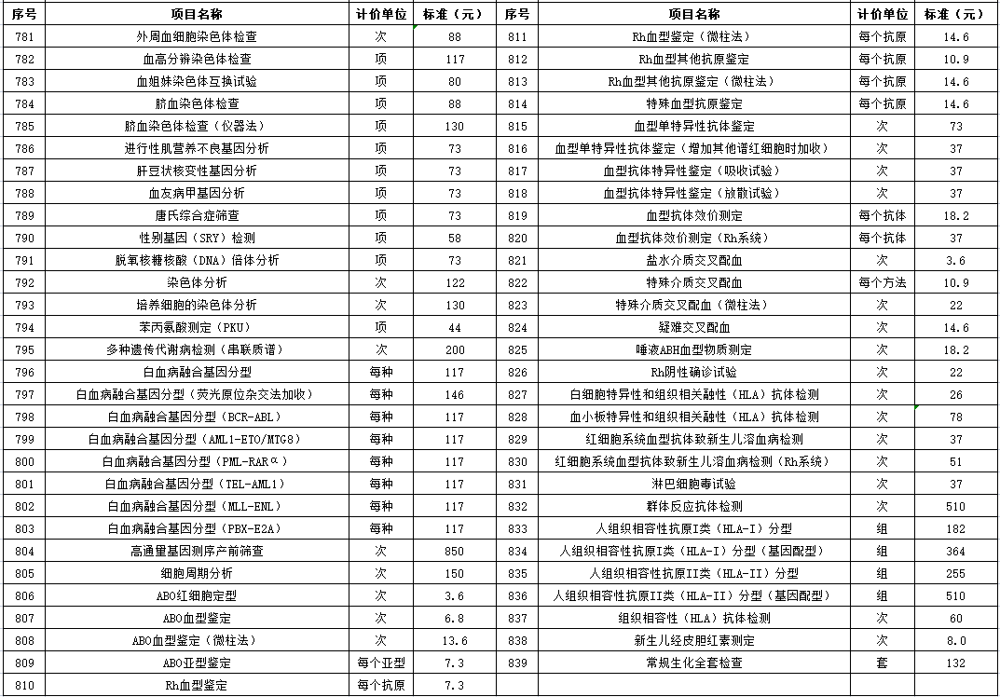 序号 项目名称 计价单位 标准（元） 序号 项目名称 计价单位 标准（元）
781 外周血细胞染色体检查 次 88 811 Rh血型鉴定（微柱法） 每个抗原 14.6
782 血高分辨染色体检查 项 117 812 Rh血型其他抗原鉴定 每个抗原 10.9
783 血姐妹染色体互换试验 项 80 813 Rh血型其他抗原鉴定（微柱法） 每个抗原 14.6
784 脐血染色体检查 项 88 814 特殊血型抗原鉴定 每个抗原 14.6
785 脐血染色体检查（仪器法） 项 130 815 血型单特异性抗体鉴定 次 73
786 进行性肌营养不良基因分析 项 73 816 血型单特异性抗体鉴定（增加其他谱红细胞时加收） 次 37
787 肝豆状核变性基因分析 项 73 817 血型抗体特异性鉴定（吸收试验） 次 37
788 血友病甲基因分析 项 73 818 血型抗体特异性鉴定（放散试验） 次 37
789 唐氏综合症筛查 项 73 819 血型抗体效价测定 每个抗体 18.2
790 性别基因（SRY）检测 项 58 820 血型抗体效价测定（Rh系统） 每个抗体 37
791 脱氧核糖核酸（DNA）倍体分析 项 73 821 盐水介质交叉配血 次 3.6
792 染色体分析 次 122 822 特殊介质交叉配血 每个方法 10.9
793 培养细胞的染色体分析 次 130 823 特殊介质交叉配血（微柱法） 次 22
794 苯丙氨酸测定（PKU） 项 44 824 疑难交叉配血 次 14.6
795 多种遗传代谢病检测（串联质谱） 次 200 825 唾液ABH血型物质测定 次 18.2
796 白血病融合基因分型 每种 117 826 Rh阴性确诊试验 次 22
797 白血病融合基因分型（荧光原位杂交法加收） 每种 146 827 白细胞特异性和组织相关融性（HLA）抗体检测 次 26
798 白血病融合基因分型（BCR-ABL） 每种 117 828 血小板特异性和组织相关融性（HLA）抗体检测 次 78
799 白血病融合基因分型（AML1-ETO/MTG8） 每种 117 829 红细胞系统血型抗体致新生儿溶血病检测 次 37
800 白血病融合基因分型（PML-RARα） 每种 117 830 红细胞系统血型抗体致新生儿溶血病检测（Rh系统） 次 51
801 白血病融合基因分型（TEL-AML1） 每种 117 831 淋巴细胞毒试验 次 37
802 白血病融合基因分型（MLL-ENL） 每种 117 832 群体反应抗体检测 次 510
803 白血病融合基因分型（PBX-E2A） 每种 117 833 人组织相容性抗原I类（HLA-I）分型 组 182
804 高通量基因测序产前筛查 次 850 834 人组织相容性抗原I类（HLA-I）分型（基因配型） 组 364
805 细胞周期分析 次 150 835 人组织相容性抗原II类（HLA-II）分型 组 255
806 ABO红细胞定型 次 3.6 836 人组织相容性抗原II类（HLA-II）分型（基因配型） 组 510
807 ABO血型鉴定 次 6.8 837 组织相容性（HLA）抗体检测 次 60
808 ABO血型鉴定（微柱法） 次 13.6 838 新生儿经皮胆红素测定 次 8.0
809 ABO亚型鉴定 每个亚型 7.3 839 常规生化全套检查 套 132
810 Rh血型鉴定 每个抗原 7.3